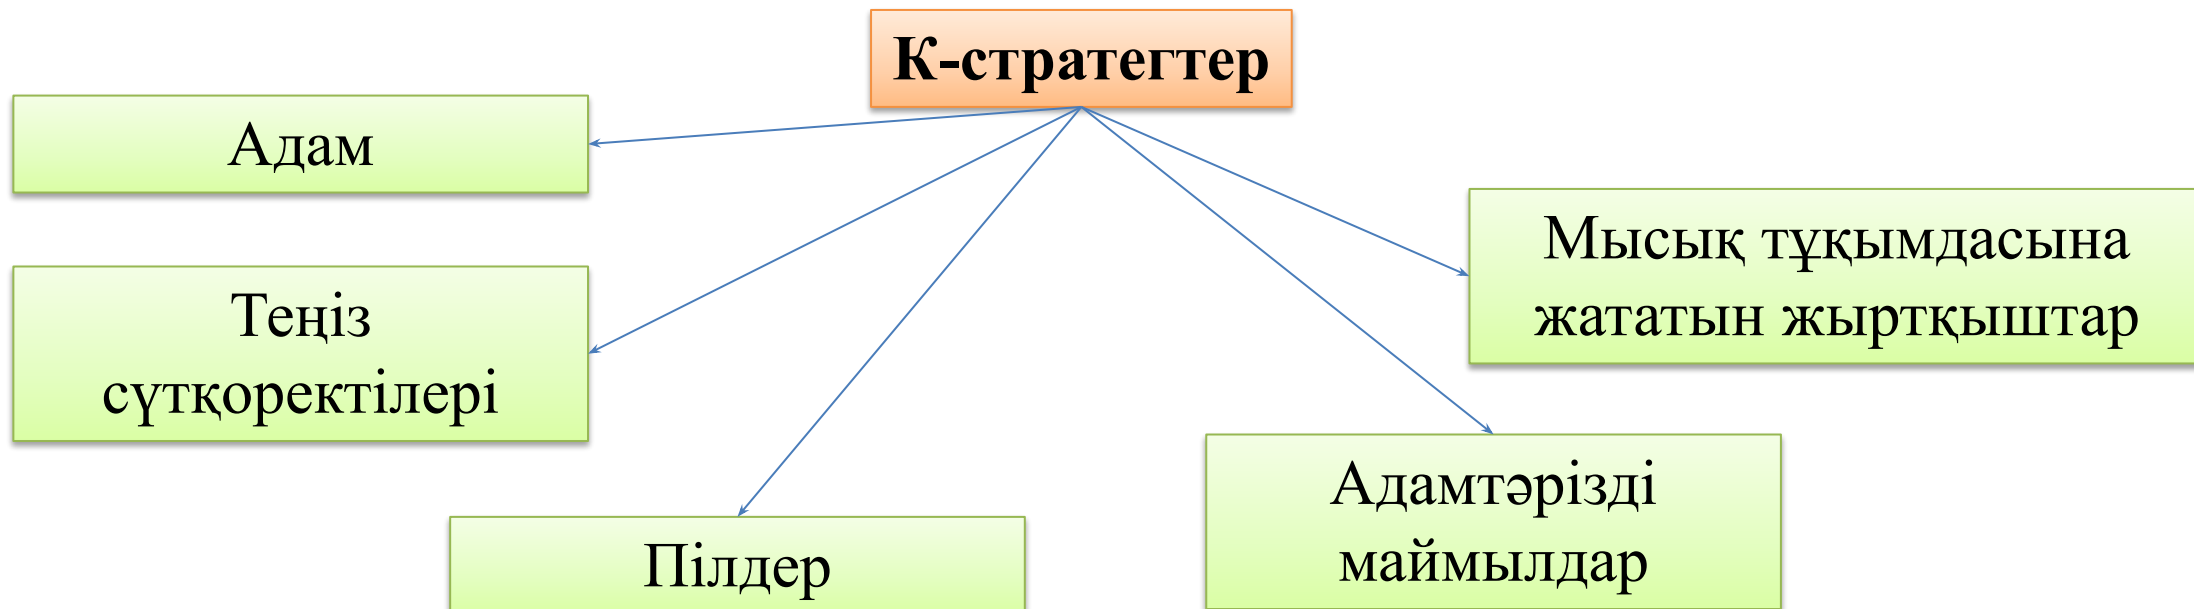 К-стратегтер
Адам
Теңіз
сүтқоректілері
Пілдер
Адамтәрізді
маймылдар
Мысық тұқымдасына
жататын жыртқыштар